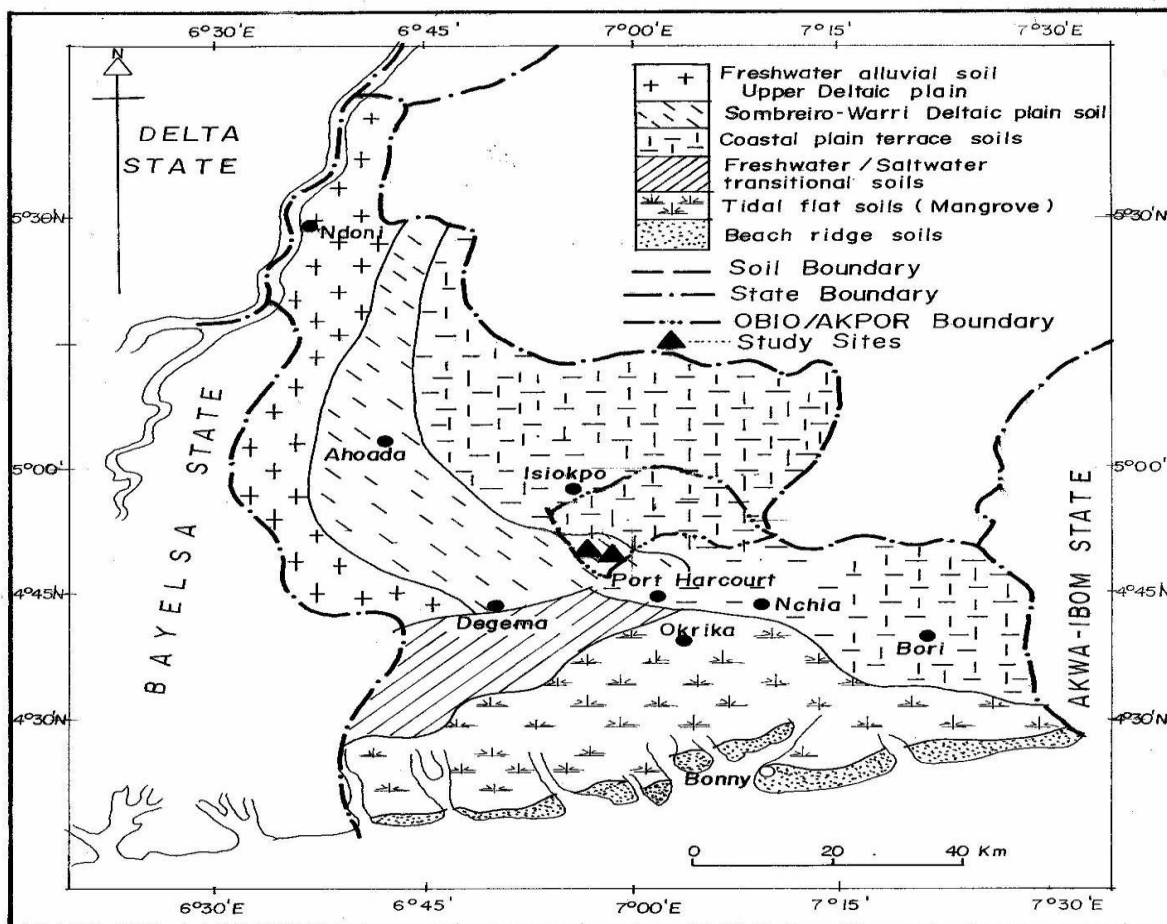 6°30'E 6°45'E 7°00'E 7°15'E 7°30'E
N
DELTA
STATE
Freshwater alluvial soil
Upper Deltaic plain
Sombreiro-Warri Deltaic plain soil
Coastal plain terrace soils
Freshwater / Saltwater
transitional soils
Tidal flat soils (Mangrove)
Beach ridge soils
Soil Boundary
State Boundary
OBIO/AKPOR Boundary
Study Sites
5°30'N 5°30'N
Ndoni
BAYELSA STATE
Ahoada
5°00'N 5°00'N
Isiokpo
AKWA-IBOM STATE
Port Harcourt
4°45'N 4°45'N
Nchia
Degema
Okrika
Bori
4°30'N 4°30'N
Bonny
0 20 40 Km
6°30'E 6°45'E 7°00'E 7°15'E 7°30'E